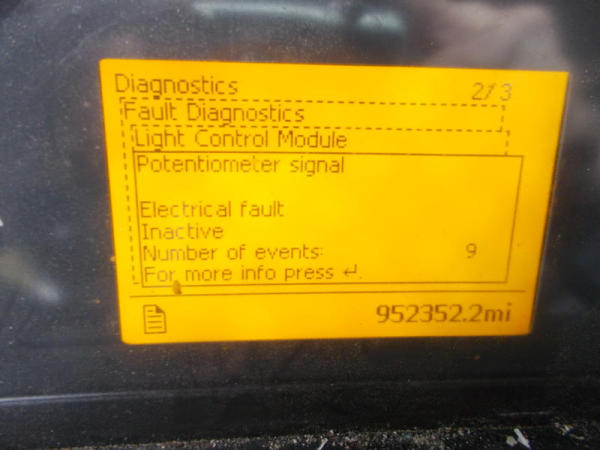 Diagnostics 2/3
Fault Diagnostics
Light Control Module
Potentiometer signal
Electrical fault
Inactive
Number of events: 9
For more info press ↵.
952352.2mi